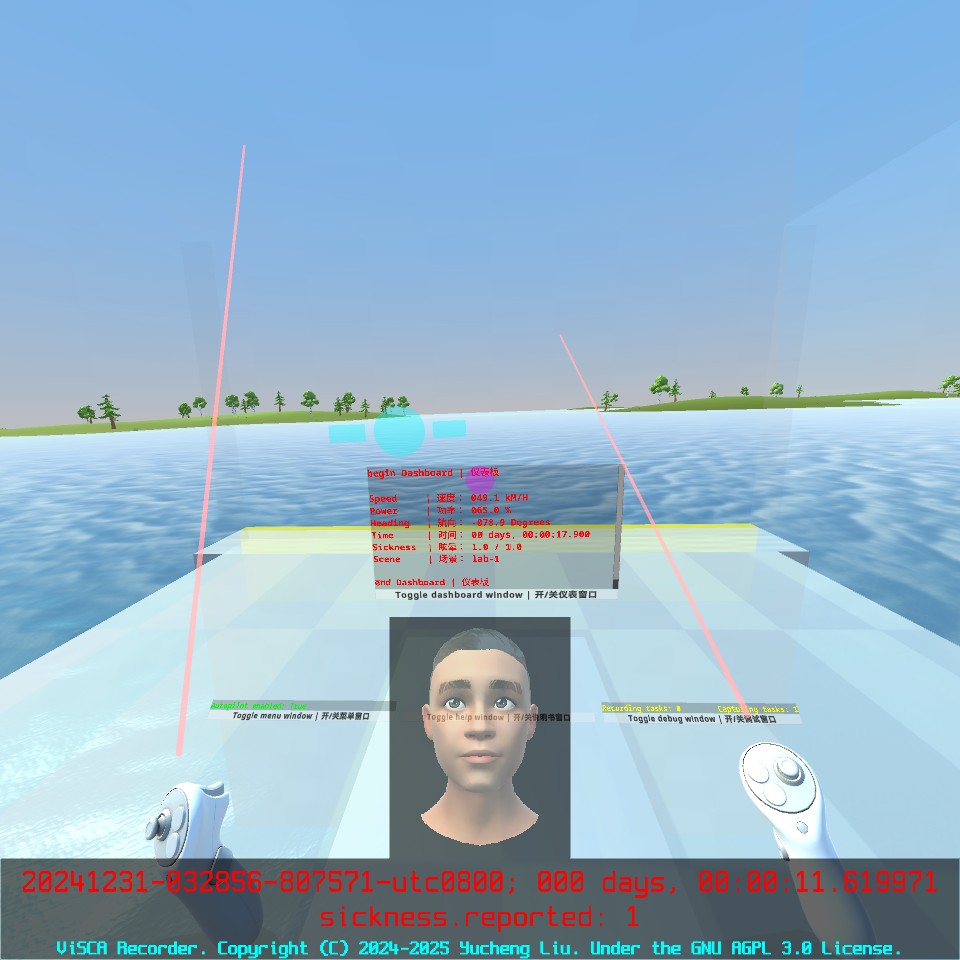 begin Dashboard | 仪表板
Speed | 速度： 049.1 kM/H
Power | 功率： 065.0 %
Heading | 航向： -078.9 Degrees
Time | 时间： 00 days, 00:00:17.900
Sickness | 眩晕： 1.0 / 1.0
Scene | 场景： lab-1
end Dashboard | 仪表板
Toggle dashboard window | 开/关仪表窗口
Autopilot enabled: True
Toggle menu window | 开/关菜单窗口
Toggle help window | 开/关说明书窗口
Recording tasks: 0 Capturing tasks: 1
Toggle debug window | 开/关调试窗口
20241231-032856-807571-utc0800; 000 days, 00:00:11.619971
sickness.reported: 1
ViSCA Recorder. Copyright (C) 2024-2025 Yucheng Liu. Under the GNU AGPL 3.0 License.